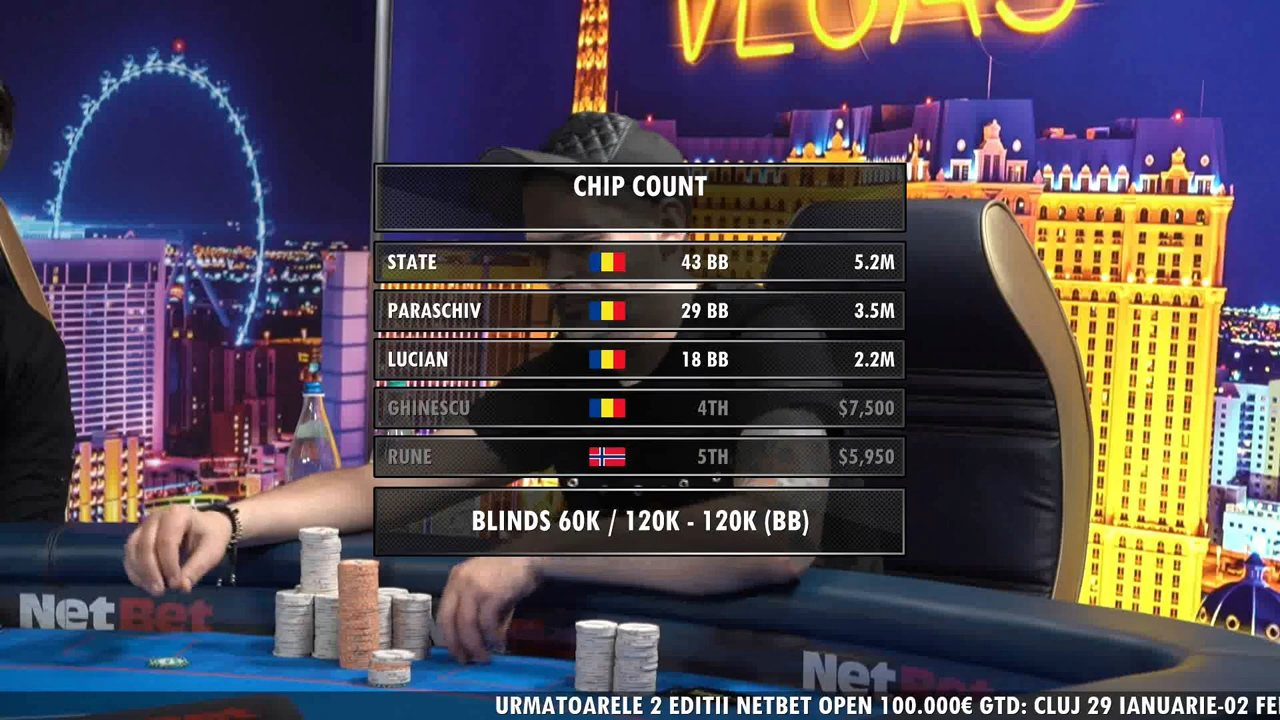 VEGAS
CHIP COUNT
STATE 43 BB 5.2M
PARASCHIV 29 BB 3.5M
LUCIAN 18 BB 2.2M
GHINESCU 4TH $7,500
RUNE 5TH $5,950
BLINDS 60K / 120K - 120K (BB)
NetBet
NetBet
URMATOARELE 2 EDITII NETBET OPEN 100.000€ GTD: CLUJ 29 IANUARIE-02 FE